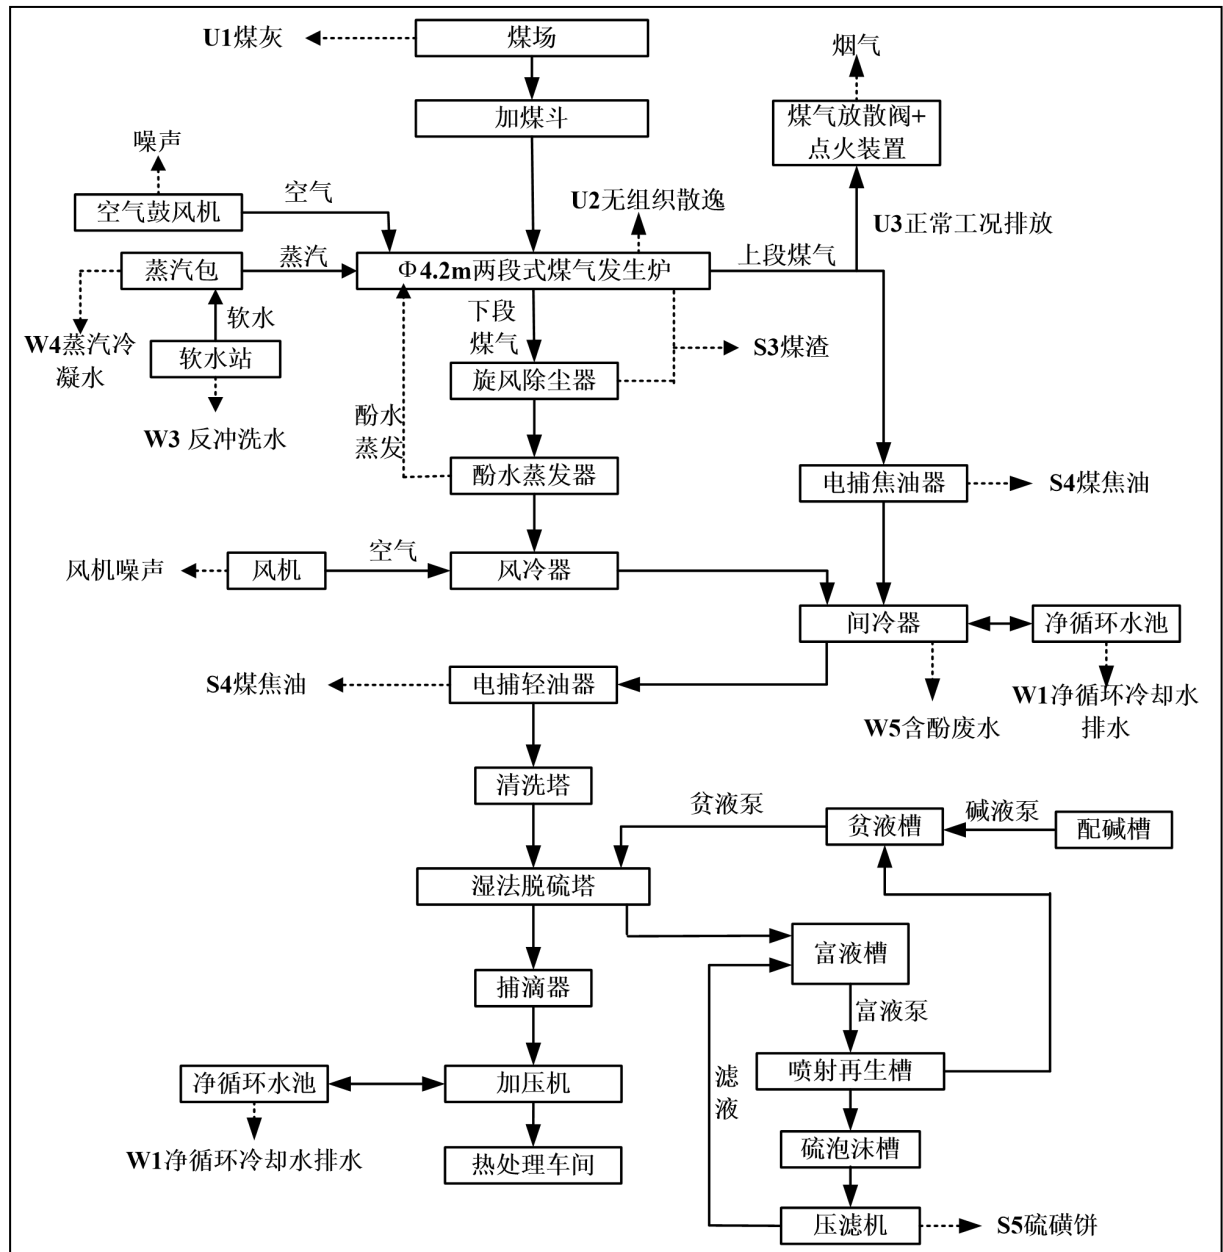 U1煤灰
煤场
烟气
加煤斗
煤气放散阀+
点火装置
噪声
空气鼓风机
空气
U2无组织散逸
U3正常工况排放
蒸汽包
蒸汽
Φ4.2m两段式煤气发生炉
上段煤气
软水
下段
煤气
W4蒸汽冷
凝水
软水站
S3煤渣
旋风除尘器
W3 反冲洗水
酚水
蒸发
酚水蒸发器
电捕焦油器
S4煤焦油
风机噪声
风机
空气
风冷器
间冷器
净循环水池
S4煤焦油
电捕轻油器
W5含酚废水
W1净循环冷却水
排水
清洗塔
贫液泵
贫液槽
碱液泵
配碱槽
湿法脱硫塔
富液槽
捕滴器
富液泵
净循环水池
加压机
喷射再生槽
滤
液
W1净循环冷却水排水
热处理车间
硫泡沫槽
压滤机
S5硫磺饼